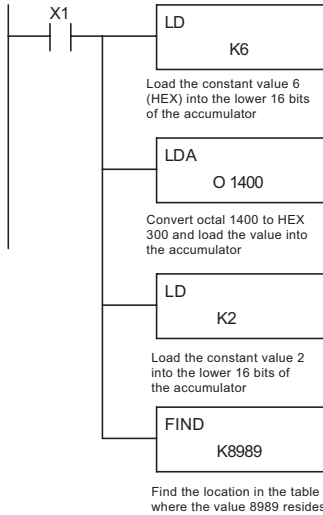 X1
LD
K6
Load the constant value 6
(HEX) into the lower 16 bits
of the accumulator
LDA
O 1400
Convert octal 1400 to HEX
300 and load the value into
the accumulator
LD
K2
Load the constant value 2
into the lower 16 bits of
the accumulator
FIND
K8989
Find the location in the table
where the value 8989 resides